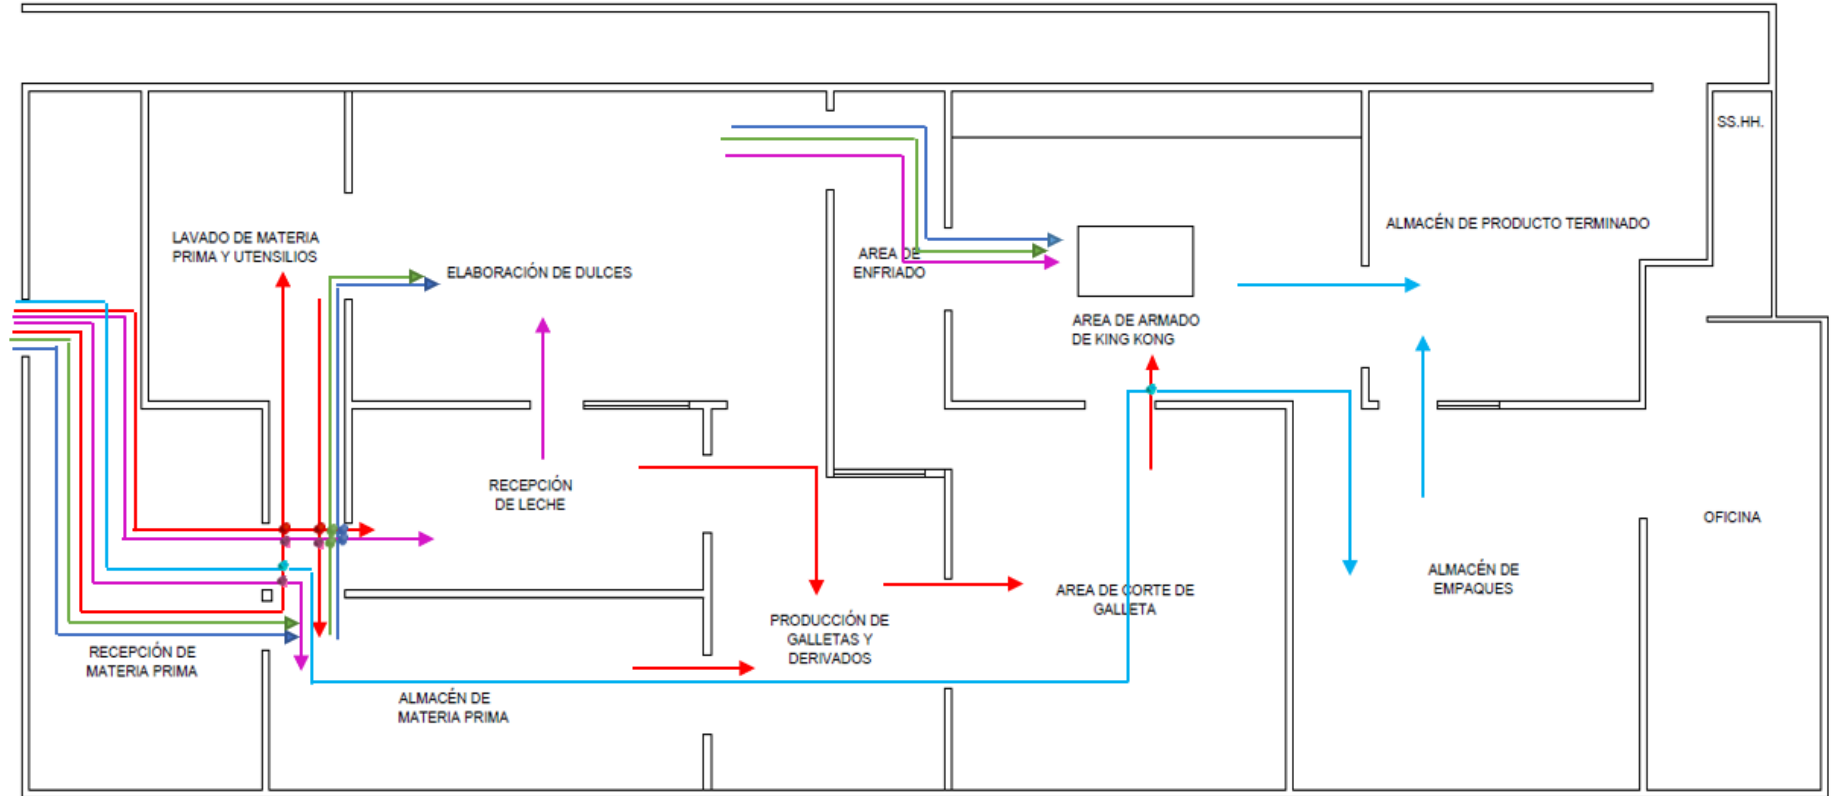 SS.HH.
LAVADO DE MATERIA
PRIMA Y UTENSILIOS
ELABORACIÓN DE DULCES
AREA DE
ENFRIADO
ALMACÉN DE PRODUCTO TERMINADO
AREA DE ARMADO
DE KING KONG
RECEPCIÓN
DE LECHE
OFICINA
RECEPCIÓN DE
MATERIA PRIMA
ALMACÉN DE
MATERIA PRIMA
PRODUCCIÓN DE
GALLETAS Y
DERIVADOS
AREA DE CORTE DE
GALLETA
ALMACÉN DE
EMPAQUES